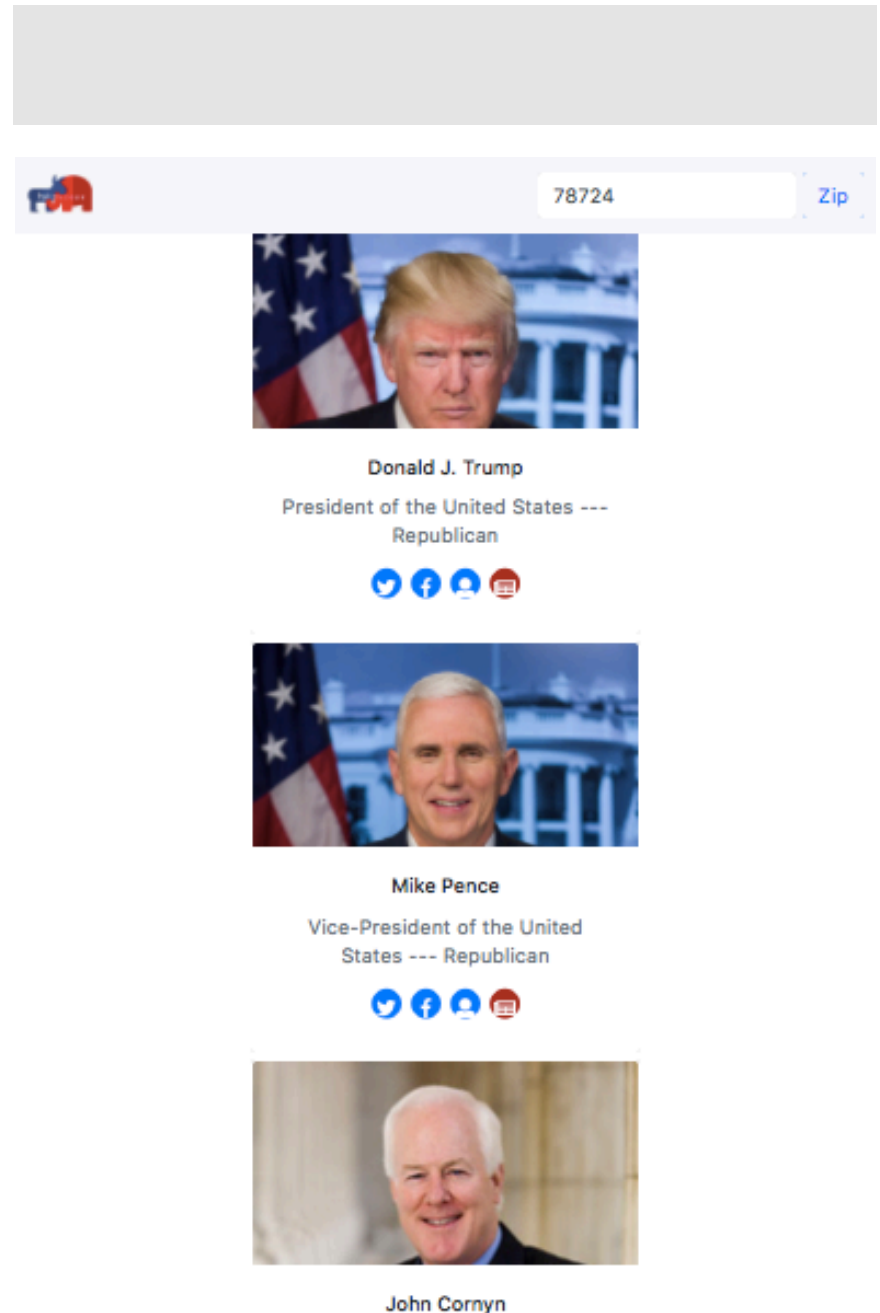 78724
Zip
Donald J. Trump
President of the United States ---
Republican
Mike Pence
Vice-President of the United
States --- Republican
John Cornyn